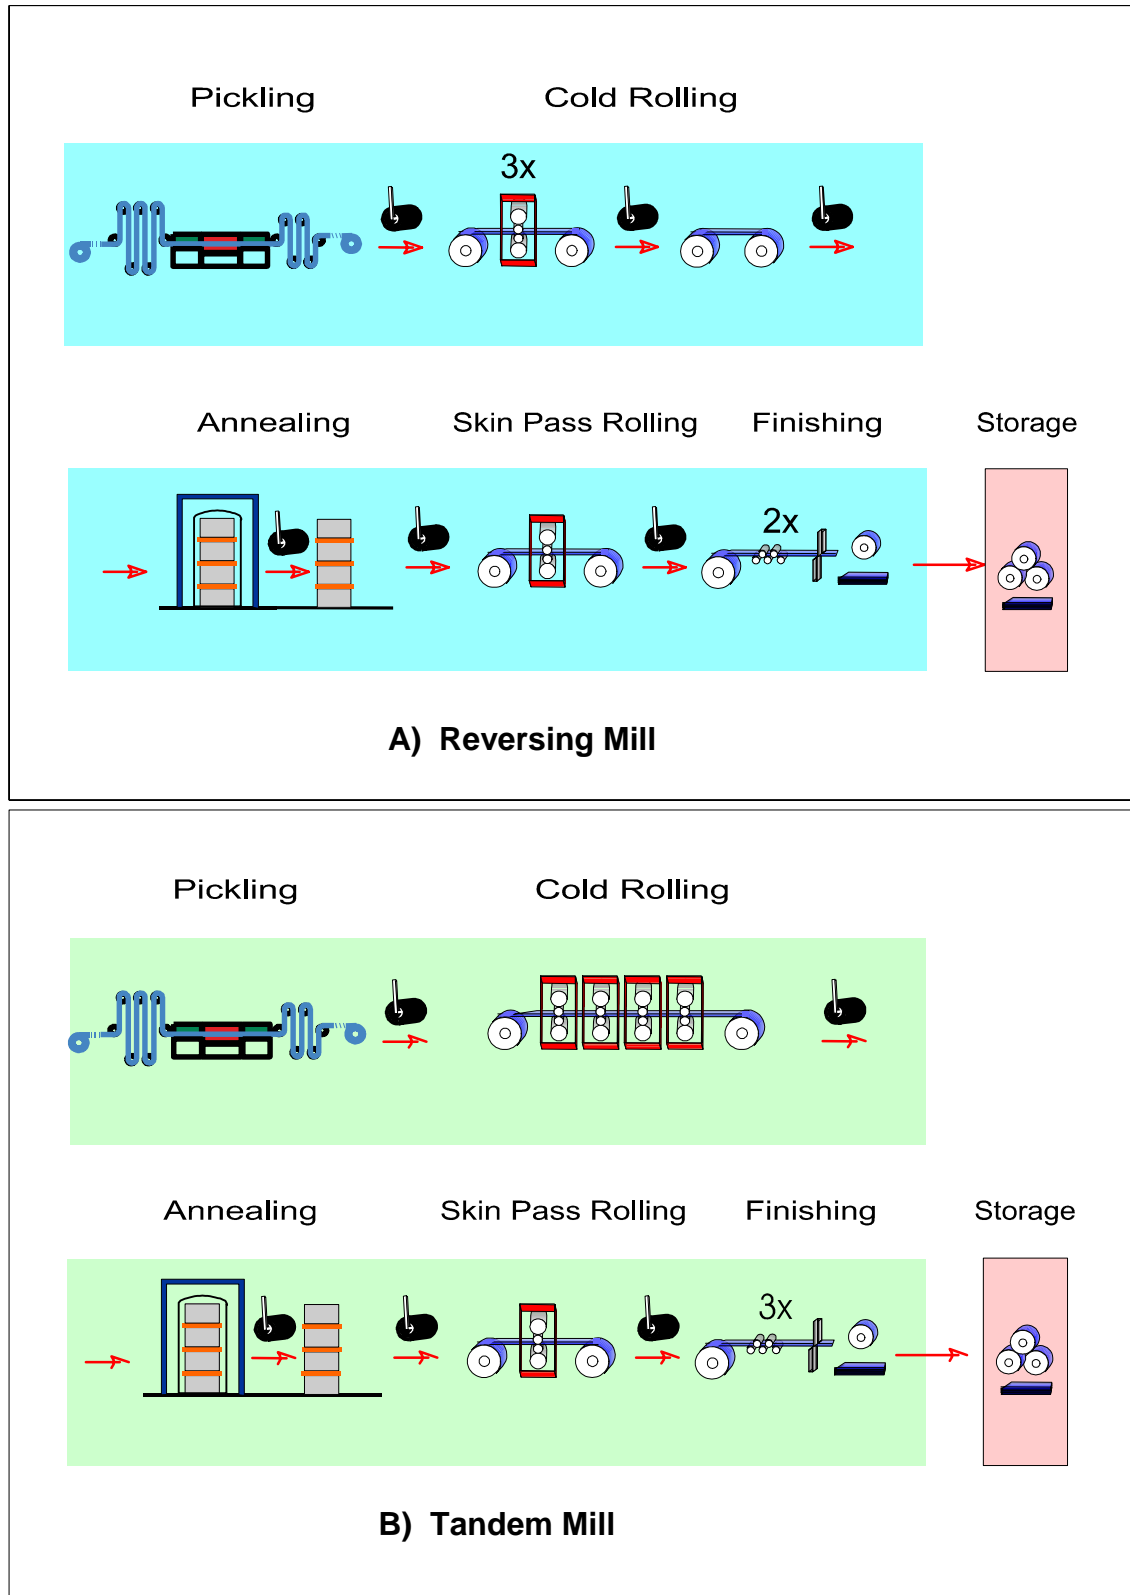 Pickling
Cold Rolling
3x
Annealing
Skin Pass Rolling
Finishing
Storage
2x
A) Reversing Mill
Pickling
Cold Rolling
Annealing
Skin Pass Rolling
Finishing
Storage
3x
B) Tandem Mill